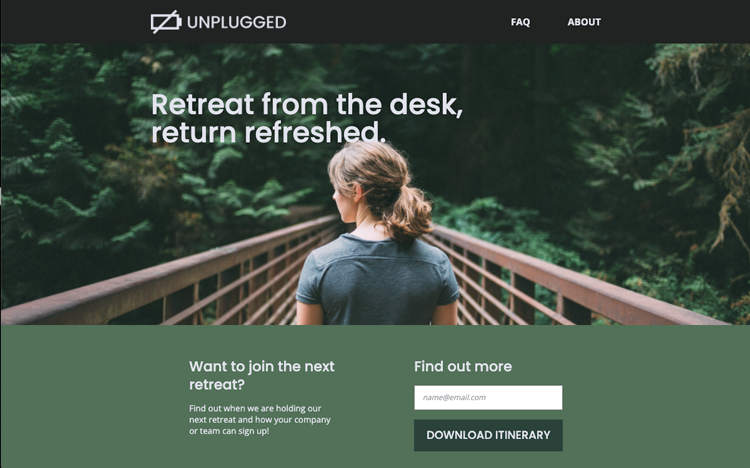 UNPLUGGED
FAQ
ABOUT
Retreat from the desk,
return refreshed.
Want to join the next
retreat?
Find out when we are holding our
next retreat and how your company
or team can sign up!
Find out more
name@email.com
DOWNLOAD ITINERARY